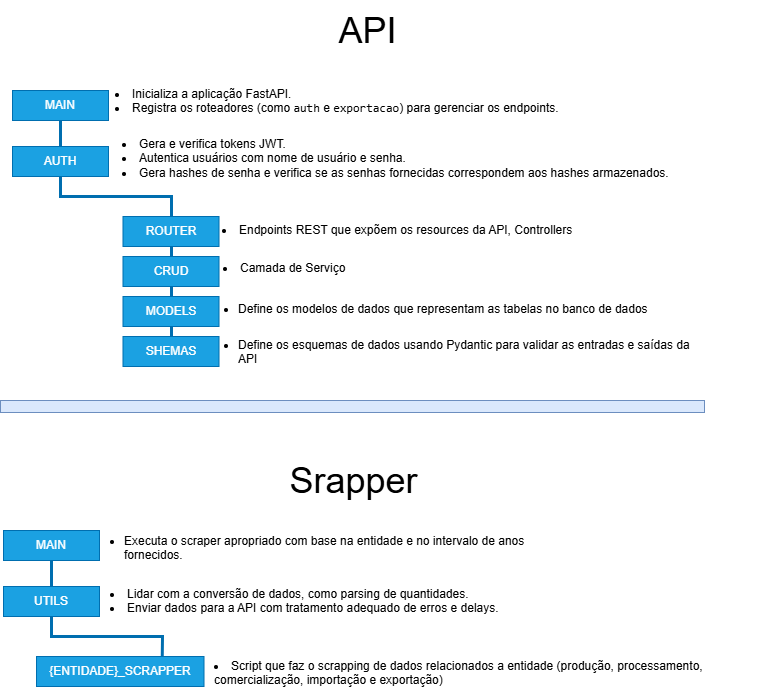 API
MAIN
• Inicializa a aplicação FastAPI.
• Registra os roteadores (como auth e exportacao) para gerenciar os endpoints.
AUTH
• Gera e verifica tokens JWT.
• Autentica usuários com nome de usuário e senha.
• Gera hashes de senha e verifica se as senhas fornecidas correspondem aos hashes armazenados.
ROUTER
• Endpoints REST que expõem os resources da API, Controllers
CRUD
• Camada de Serviço
MODELS
• Define os modelos de dados que representam as tabelas no banco de dados
SHEMAS
• Define os esquemas de dados usando Pydantic para validar as entradas e saídas da
API
Srapper
MAIN
• Executa o scraper apropriado com base na entidade e no intervalo de anos
fornecidos.
UTILS
• Lidar com a conversão de dados, como parsing de quantidades.
• Enviar dados para a API com tratamento adequado de erros e delays.
{ENTIDADE}_SCRAPPER
• Script que faz o scrapping de dados relacionados a entidade (produção, processamento,
comercialização, importação e exportação)